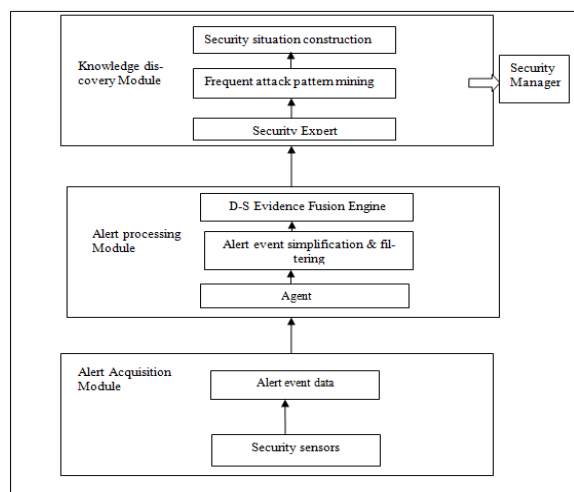 Security situation construction
Knowledge dis-
covery Module
Frequent attack pattern mining
Security Expert
Security
Manager
D-S Evidence Fusion Engine
Alert processing
Module
Alert event simplification & fil-
tering
Agent
Alert Acquisition
Module
Alert event data
Security sensors